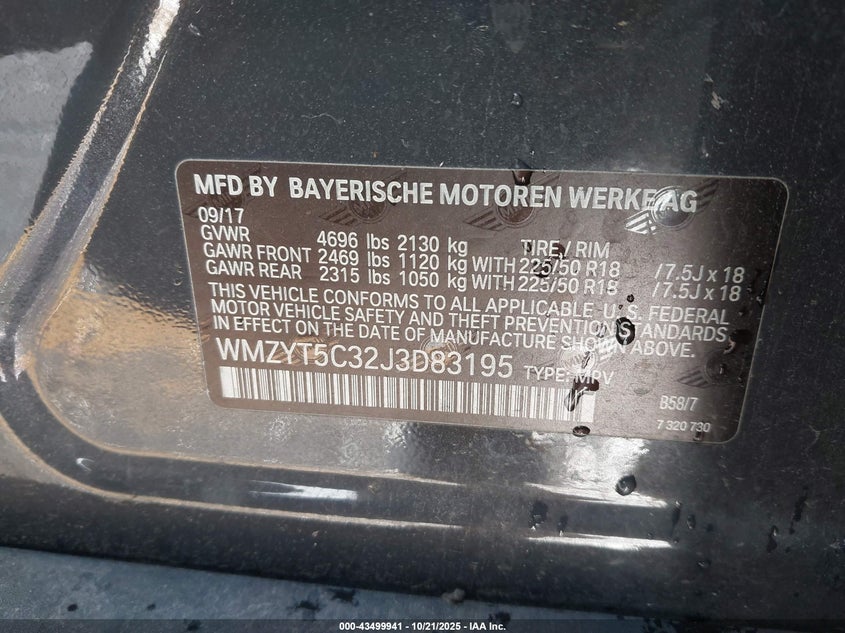 MFD BY BAYERISCHE MOTOREN WERKE AG
09/17
GVWR 4696 lbs 2130 kg TIRE / RIM
GAWR FRONT 2469 lbs 1120 kg WITH 225/50 R18 /7.5J x 18
GAWR REAR 2315 lbs 1050 kg WITH 225/50 R18 /7.5J x 18
THIS VEHICLE CONFORMS TO ALL APPLICABLE U.S. FEDERAL
MOTOR VEHICLE SAFETY AND THEFT PREVENTION STANDARDS
IN EFFECT ON THE DATE OF MANUFACTURE SHOWN ABOVE.
WMZYT5C32J3D83195 TYPE: MPV
B58/7
7 320 730
000-43499941 - 10/21/2025 - IAA Inc.